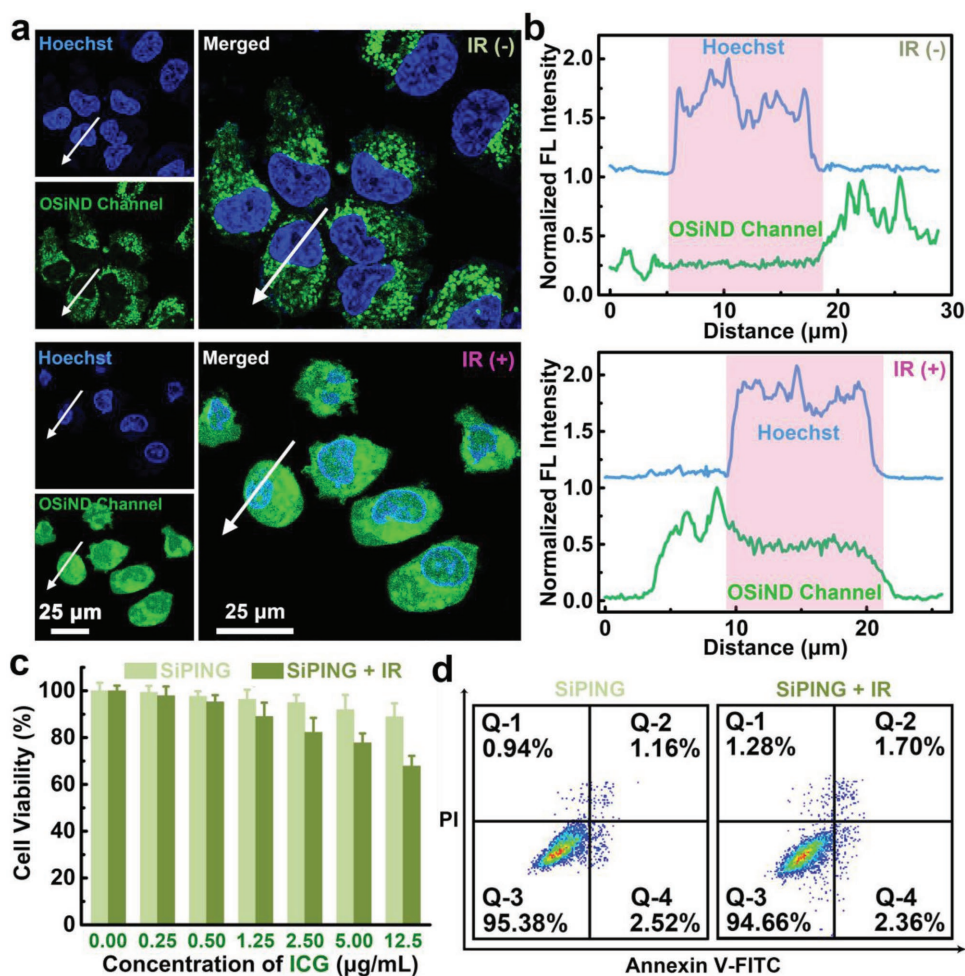 a
Hoechst
Merged
IR (-)
OSiND Channel
Hoechst
Merged
IR (+)
OSiND Channel
25 µm
25 µm
b
Normalized FL Intensity
2.0
1.5
1.0
0.5
0.0
Hoechst
IR (-)
OSiND Channel
0 10 20 30
Distance (µm)
Normalized FL Intensity
2.0
1.5
1.0
0.5
0.0
IR (+)
Hoechst
OSiND Channel
0 10 20
Distance (µm)
c
SiPING SiPING + IR
Cell Viability (%)
100
80
60
40
20
0
0.00 0.25 0.50 1.25 2.50 5.00 12.5
Concentration of ICG (µg/mL)
d
SiPING
SiPING + IR
Q-1
0.94%
Q-2
1.16%
Q-3
95.38%
Q-4
2.52%
Q-1
1.28%
Q-2
1.70%
Q-3
94.66%
Q-4
2.36%
PI
Annexin V-FITC